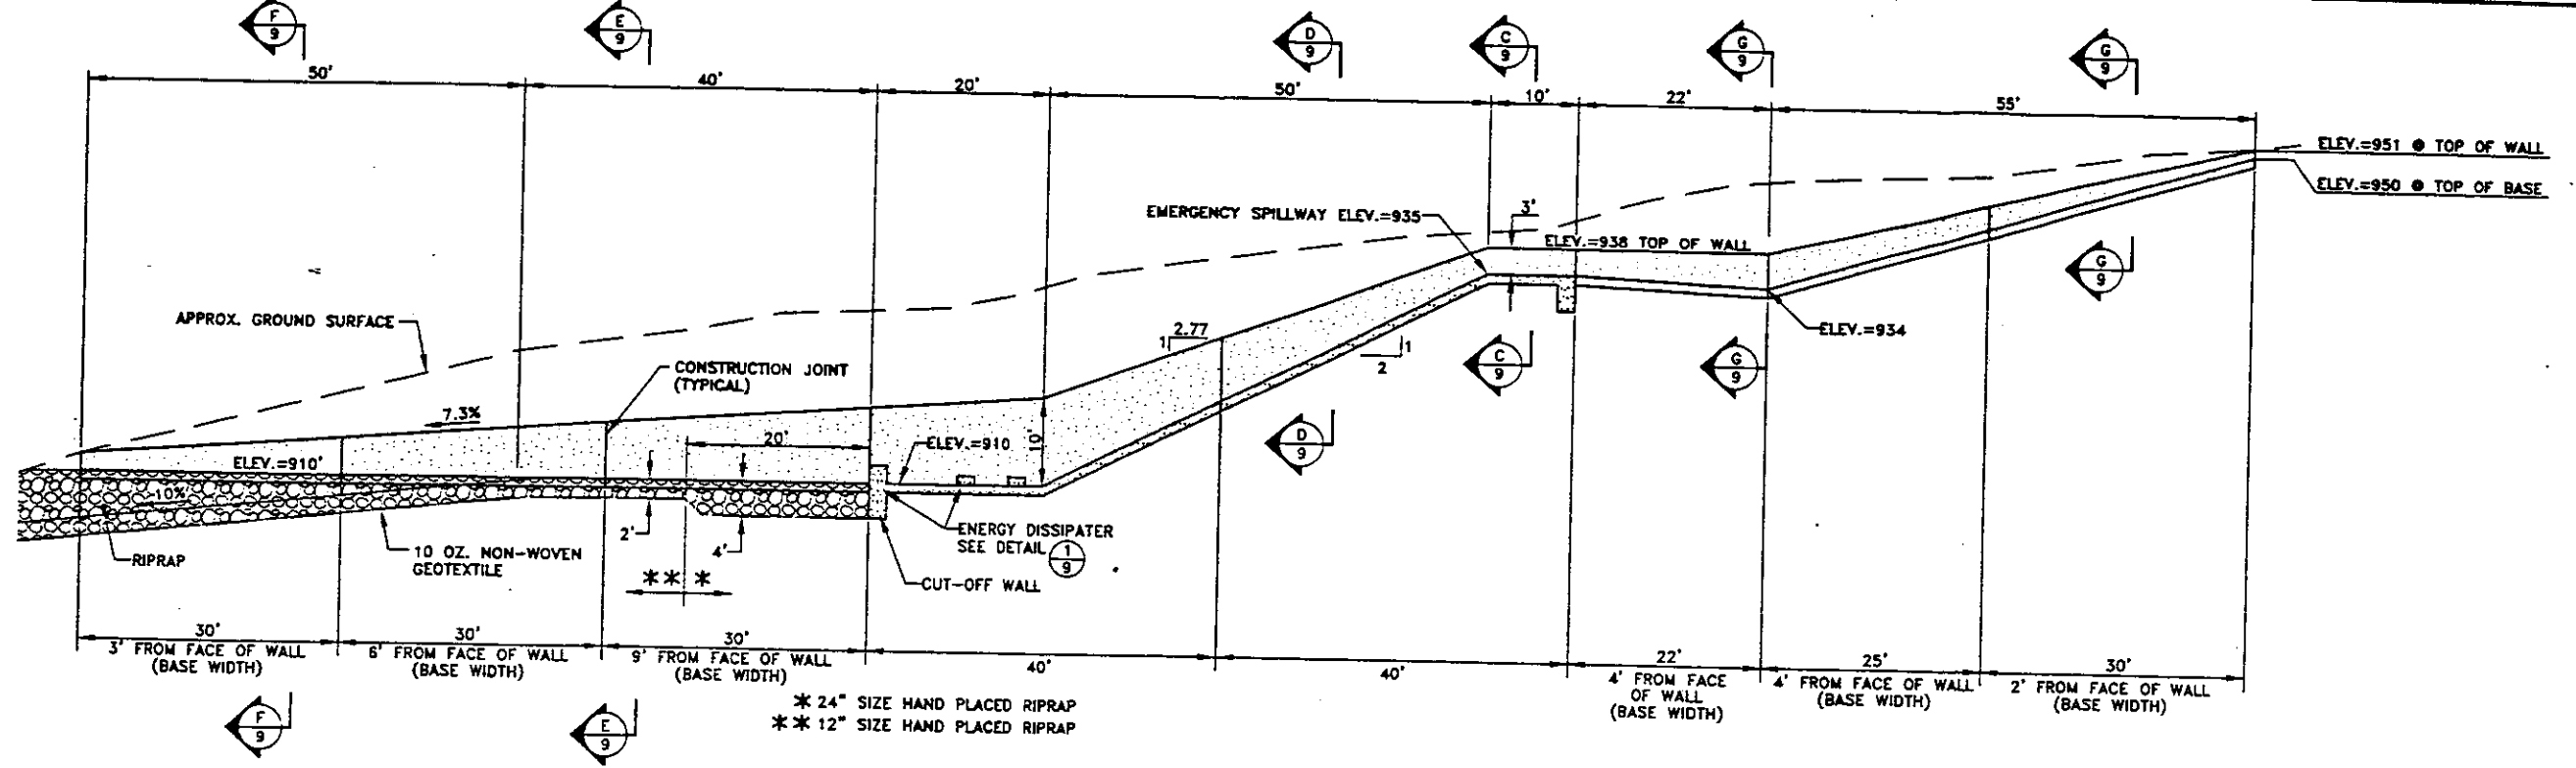 F
9
E
9
D
9
C
9
G
9
G
9
50'
40'
20'
50'
10'
22'
55'
ELEV.=951 @ TOP OF WALL
ELEV.=950 @ TOP OF BASE
EMERGENCY SPILLWAY ELEV.=935
3'
ELEV.=938 TOP OF WALL
G
9
APPROX. GROUND SURFACE
CONSTRUCTION JOINT
(TYPICAL)
1
2.77
1
2
C
9
G
9
ELEV.=934
7.3%
20'
ELEV.=910
10'
D
9
ELEV.=910'
10%
RIPRAP
10 OZ. NON-WOVEN
GEOTEXTILE
2'
4'
ENERGY DISSIPATER
SEE DETAIL
1
9
** *
CUT-OFF WALL
30'
30'
30'
40'
40'
22'
25'
30'
3' FROM FACE OF WALL
(BASE WIDTH)
6' FROM FACE OF WALL
(BASE WIDTH)
9' FROM FACE OF WALL
(BASE WIDTH)
4' FROM FACE
OF WALL
(BASE WIDTH)
4' FROM FACE OF WALL
(BASE WIDTH)
2' FROM FACE OF WALL
(BASE WIDTH)
* 24" SIZE HAND PLACED RIPRAP
** 12" SIZE HAND PLACED RIPRAP
F
9
E
9